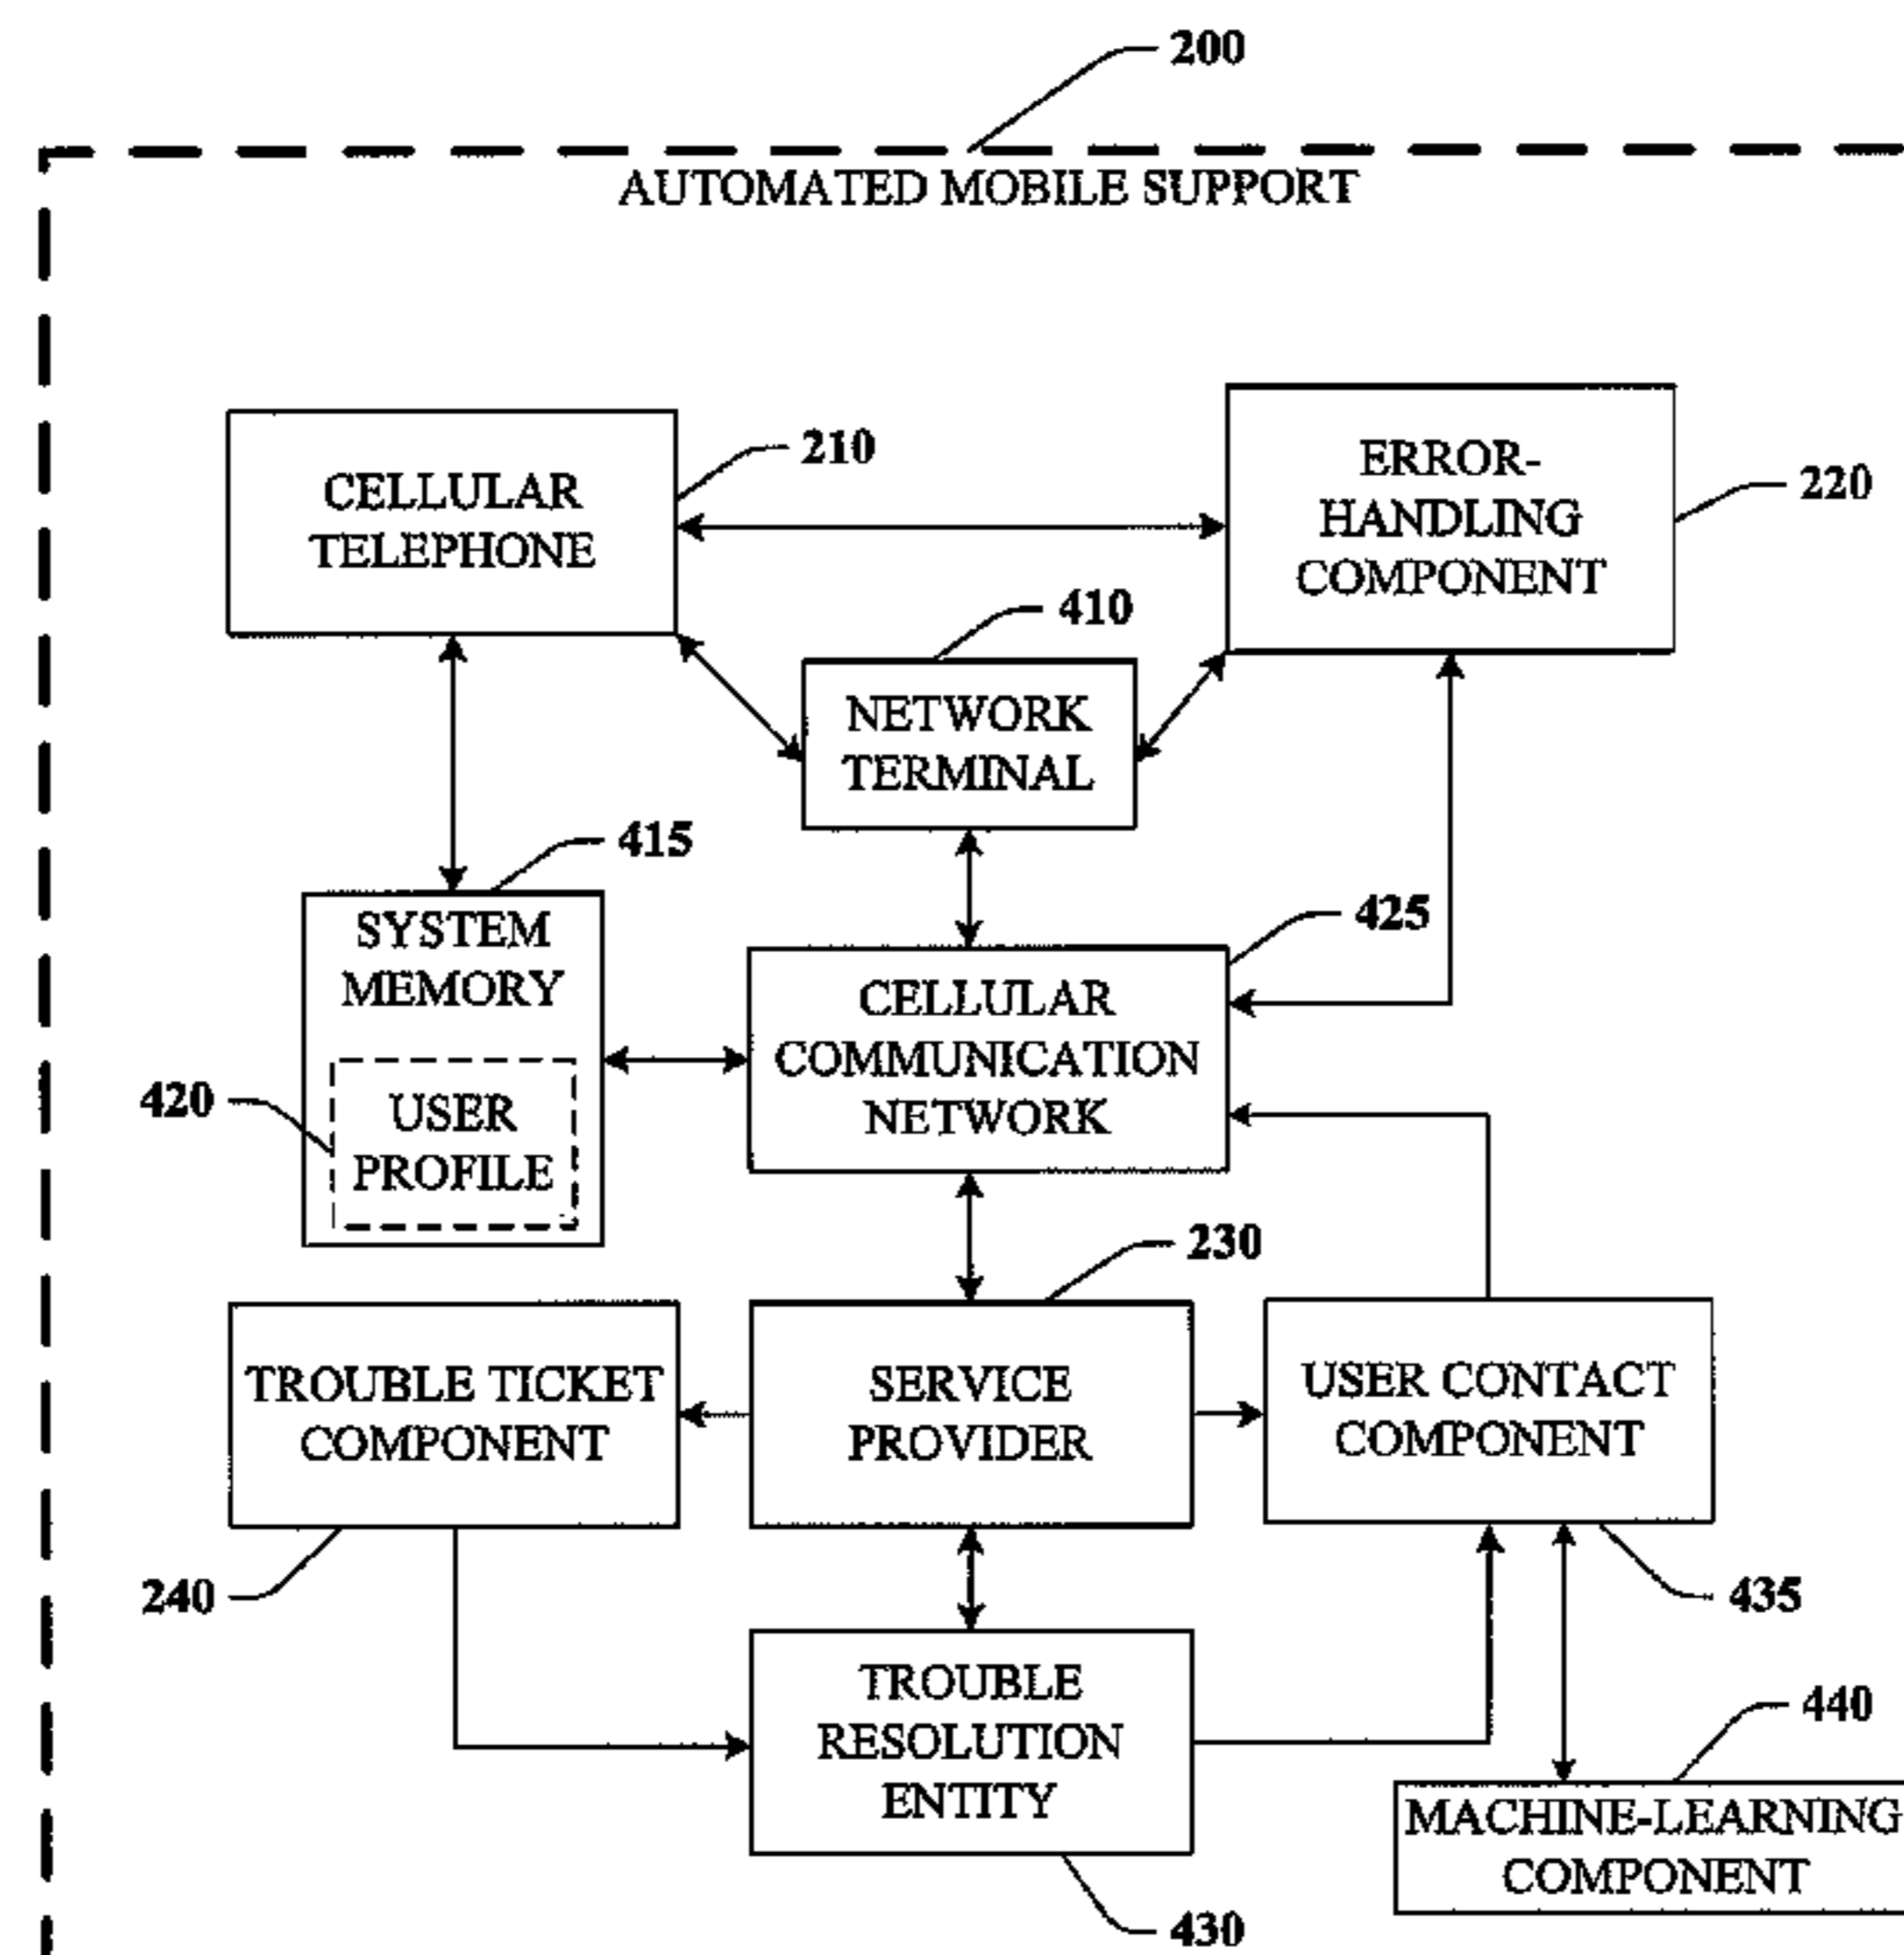 200
AUTOMATED MOBILE SUPPORT
CELLULAR
TELEPHONE
210
ERROR-
HANDLING
COMPONENT
220
410
NETWORK
TERMINAL
415
SYSTEM
MEMORY
420
USER
PROFILE
425
CELLULAR
COMMUNICATION
NETWORK
230
TROUBLE TICKET
COMPONENT
SERVICE
PROVIDER
USER CONTACT
COMPONENT
240
435
TROUBLE
RESOLUTION
ENTITY
440
MACHINE-LEARNING
COMPONENT
430